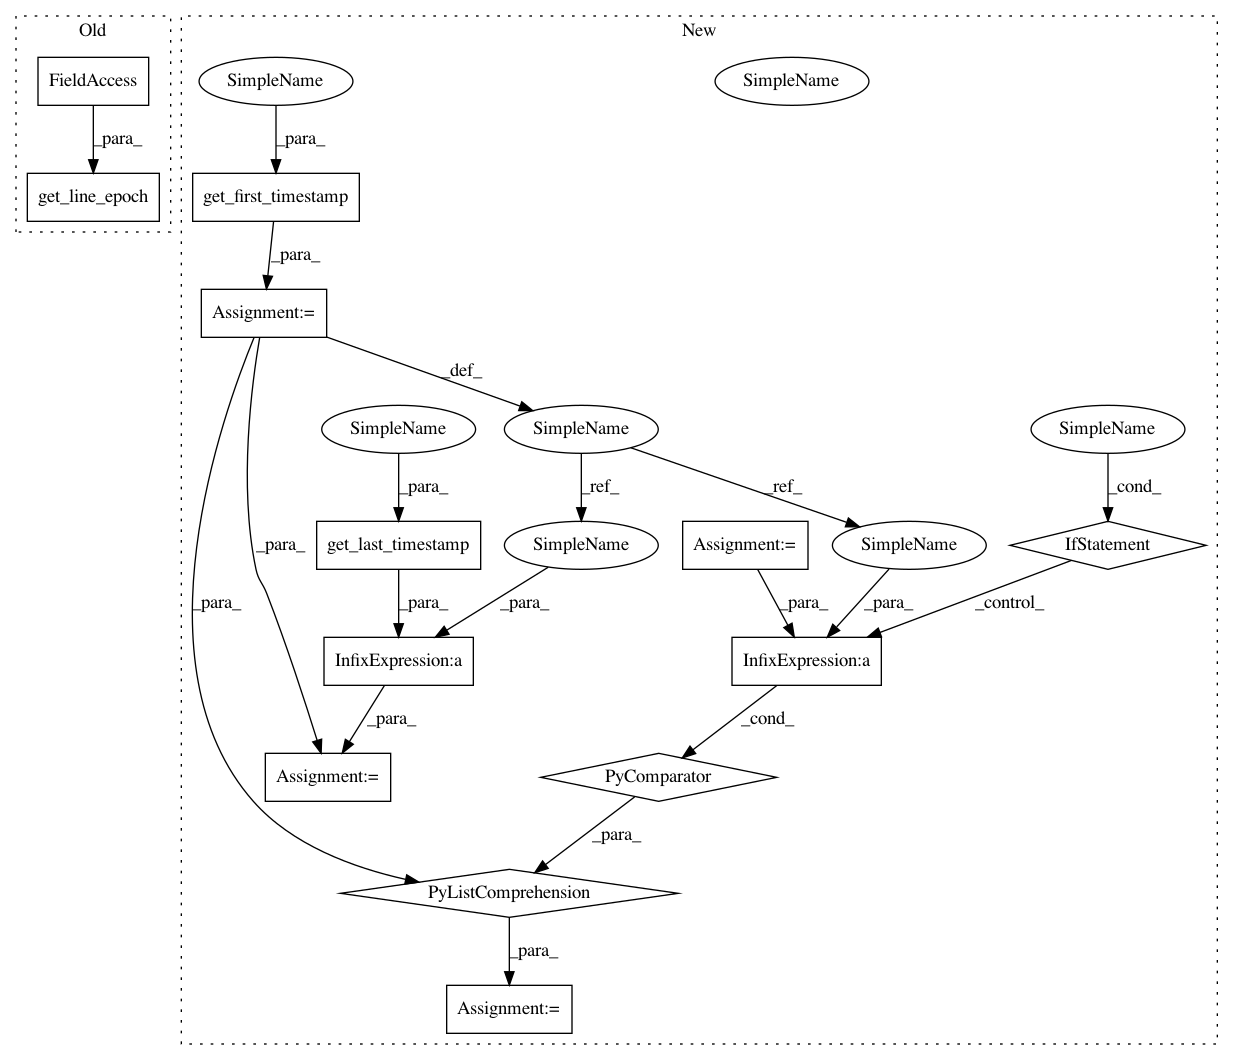 Old
New
FieldAccess
SimpleName
SimpleName
_para_
_para_
get_line_epoch
get_first_timestamp
_para_
Assignment:=
_def_
SimpleName
SimpleName
SimpleName
_para_
_ref_
_ref_
_cond_
_para_
get_last_timestamp
SimpleName
Assignment:=
SimpleName
IfStatement
_para_
_para_
_para_
_para_
_para_
_control_
InfixExpression:a
InfixExpression:a
_para_
_cond_
Assignment:=
PyComparator
_para_
PyListComprehension
_para_
Assignment:=